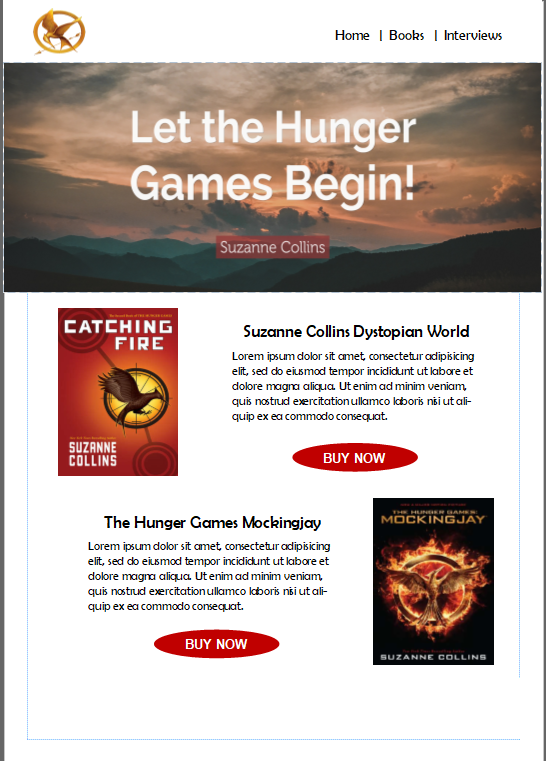 Home | Books | Interviews
Let the Hunger
Games Begin!
Suzanne Collins
CATCHING
FIRE
SUZANNE
COLLINS
Suzanne Collins Dystopian World
Lorem ipsum dolor sit amet, consectetur adipisicing
elit, sed do eiusmod tempor incididunt ut labore et
dolore magna aliqua. Ut enim ad minim veniam,
quis nostrud exercitation ullamco laboris nisi ut ali-
quip ex ea commodo consequat.
BUY NOW
The Hunger Games Mockingjay
Lorem ipsum dolor sit amet, consectetur adipisicing
elit, sed do eiusmod tempor incididunt ut labore et
dolore magna aliqua. Ut enim ad minim veniam,
quis nostrud exercitation ullamco laboris nisi ut ali-
quip ex ea commodo consequat.
BUY NOW
THE HUNGER GAMES:
MOCKINGJAY
SUZANNE COLLINS